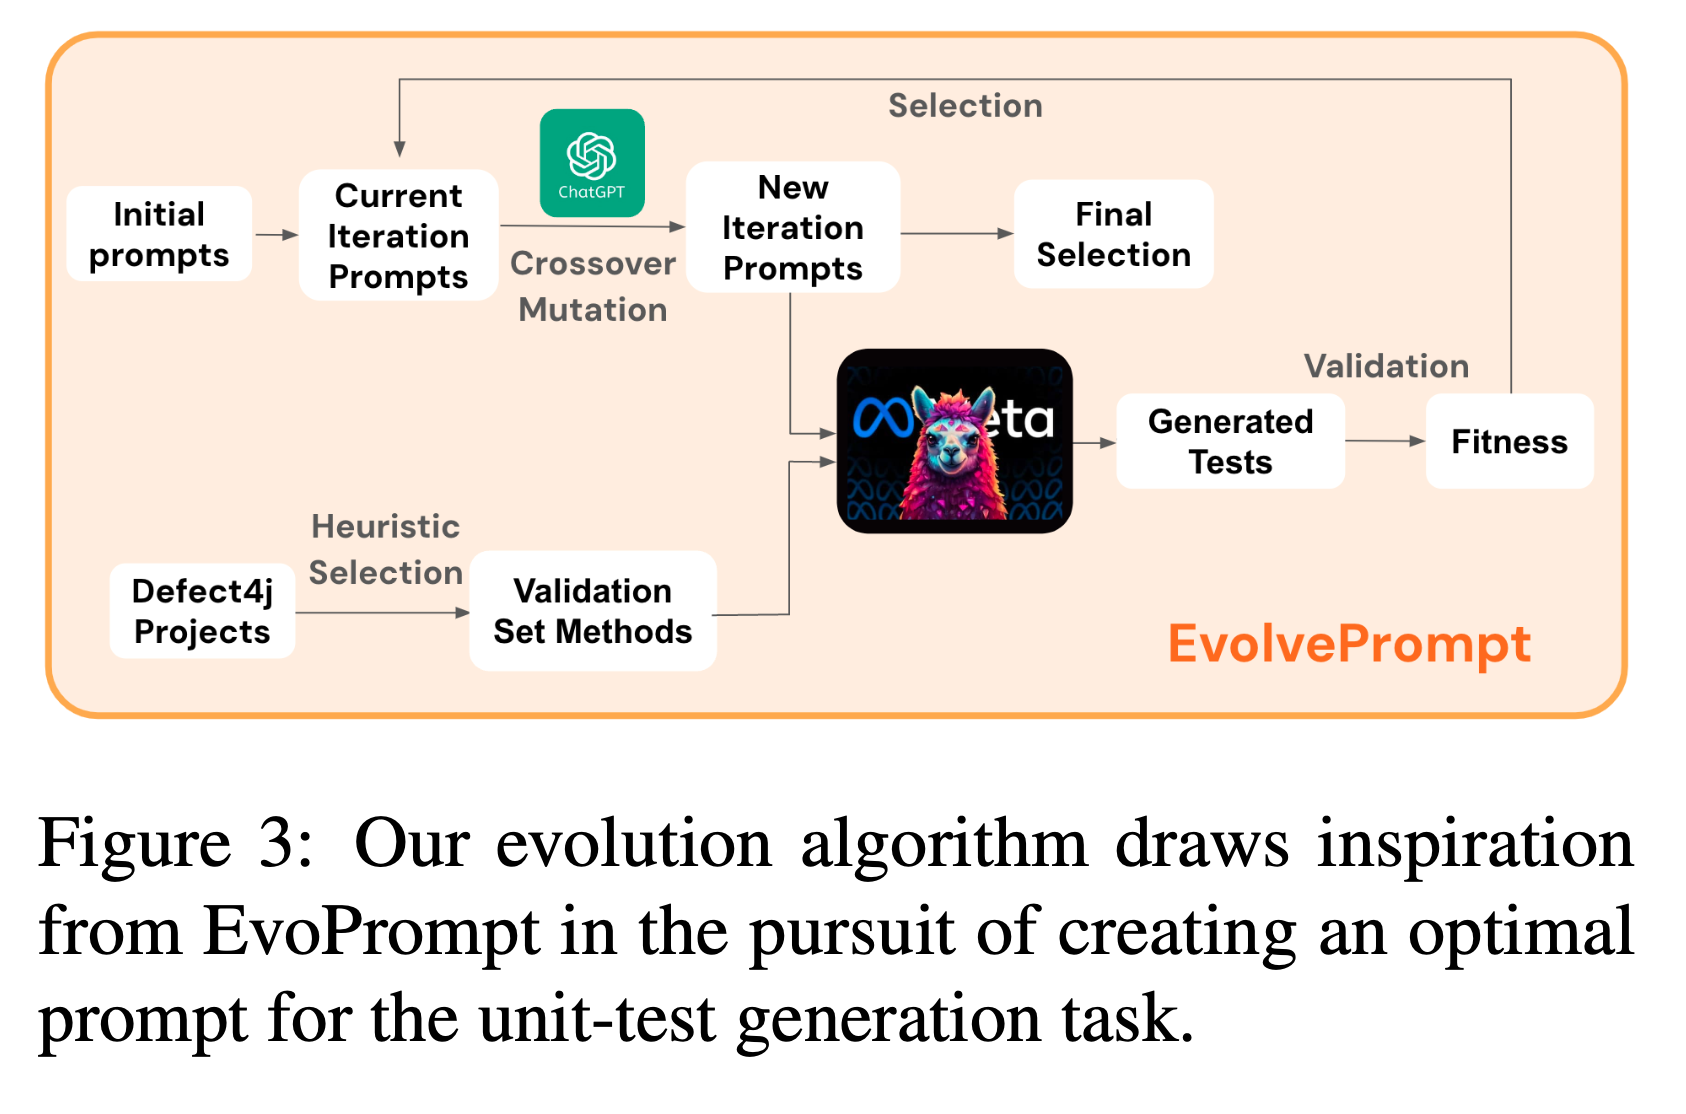 Selection
ChatGPT
Initial
prompts
Current
Iteration
Prompts
Crossover
Mutation
New
Iteration
Prompts
Final
Selection
Validation
eta
Generated
Tests
Fitness
Heuristic
Selection
Defect4j
Projects
Validation
Set Methods
EvolvePrompt
Figure 3: Our evolution algorithm draws inspiration
from EvoPrompt in the pursuit of creating an optimal
prompt for the unit-test generation task.